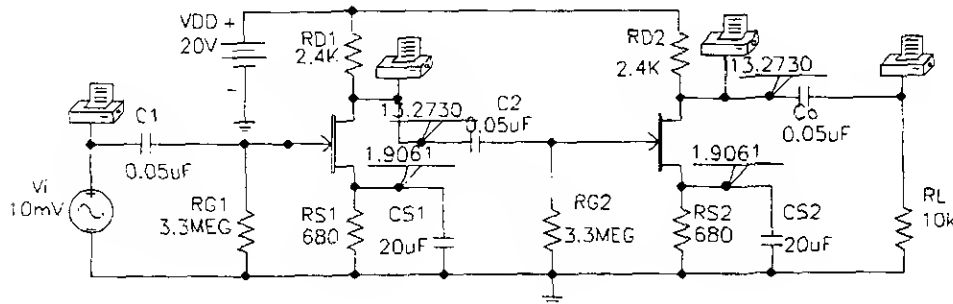 VDD +
20V
-
RD1
2.4K
RD2
2.4K
13.2730
C1
0.05uF
13.2730
C2
0.05uF
Co
0.05uF
1.9061
1.9061
Vi
10mV
RG1
3.3MEG
RS1
680
CS1
20uF
RG2
3.3MEG
RS2
680
CS2
20uF
RL
10k